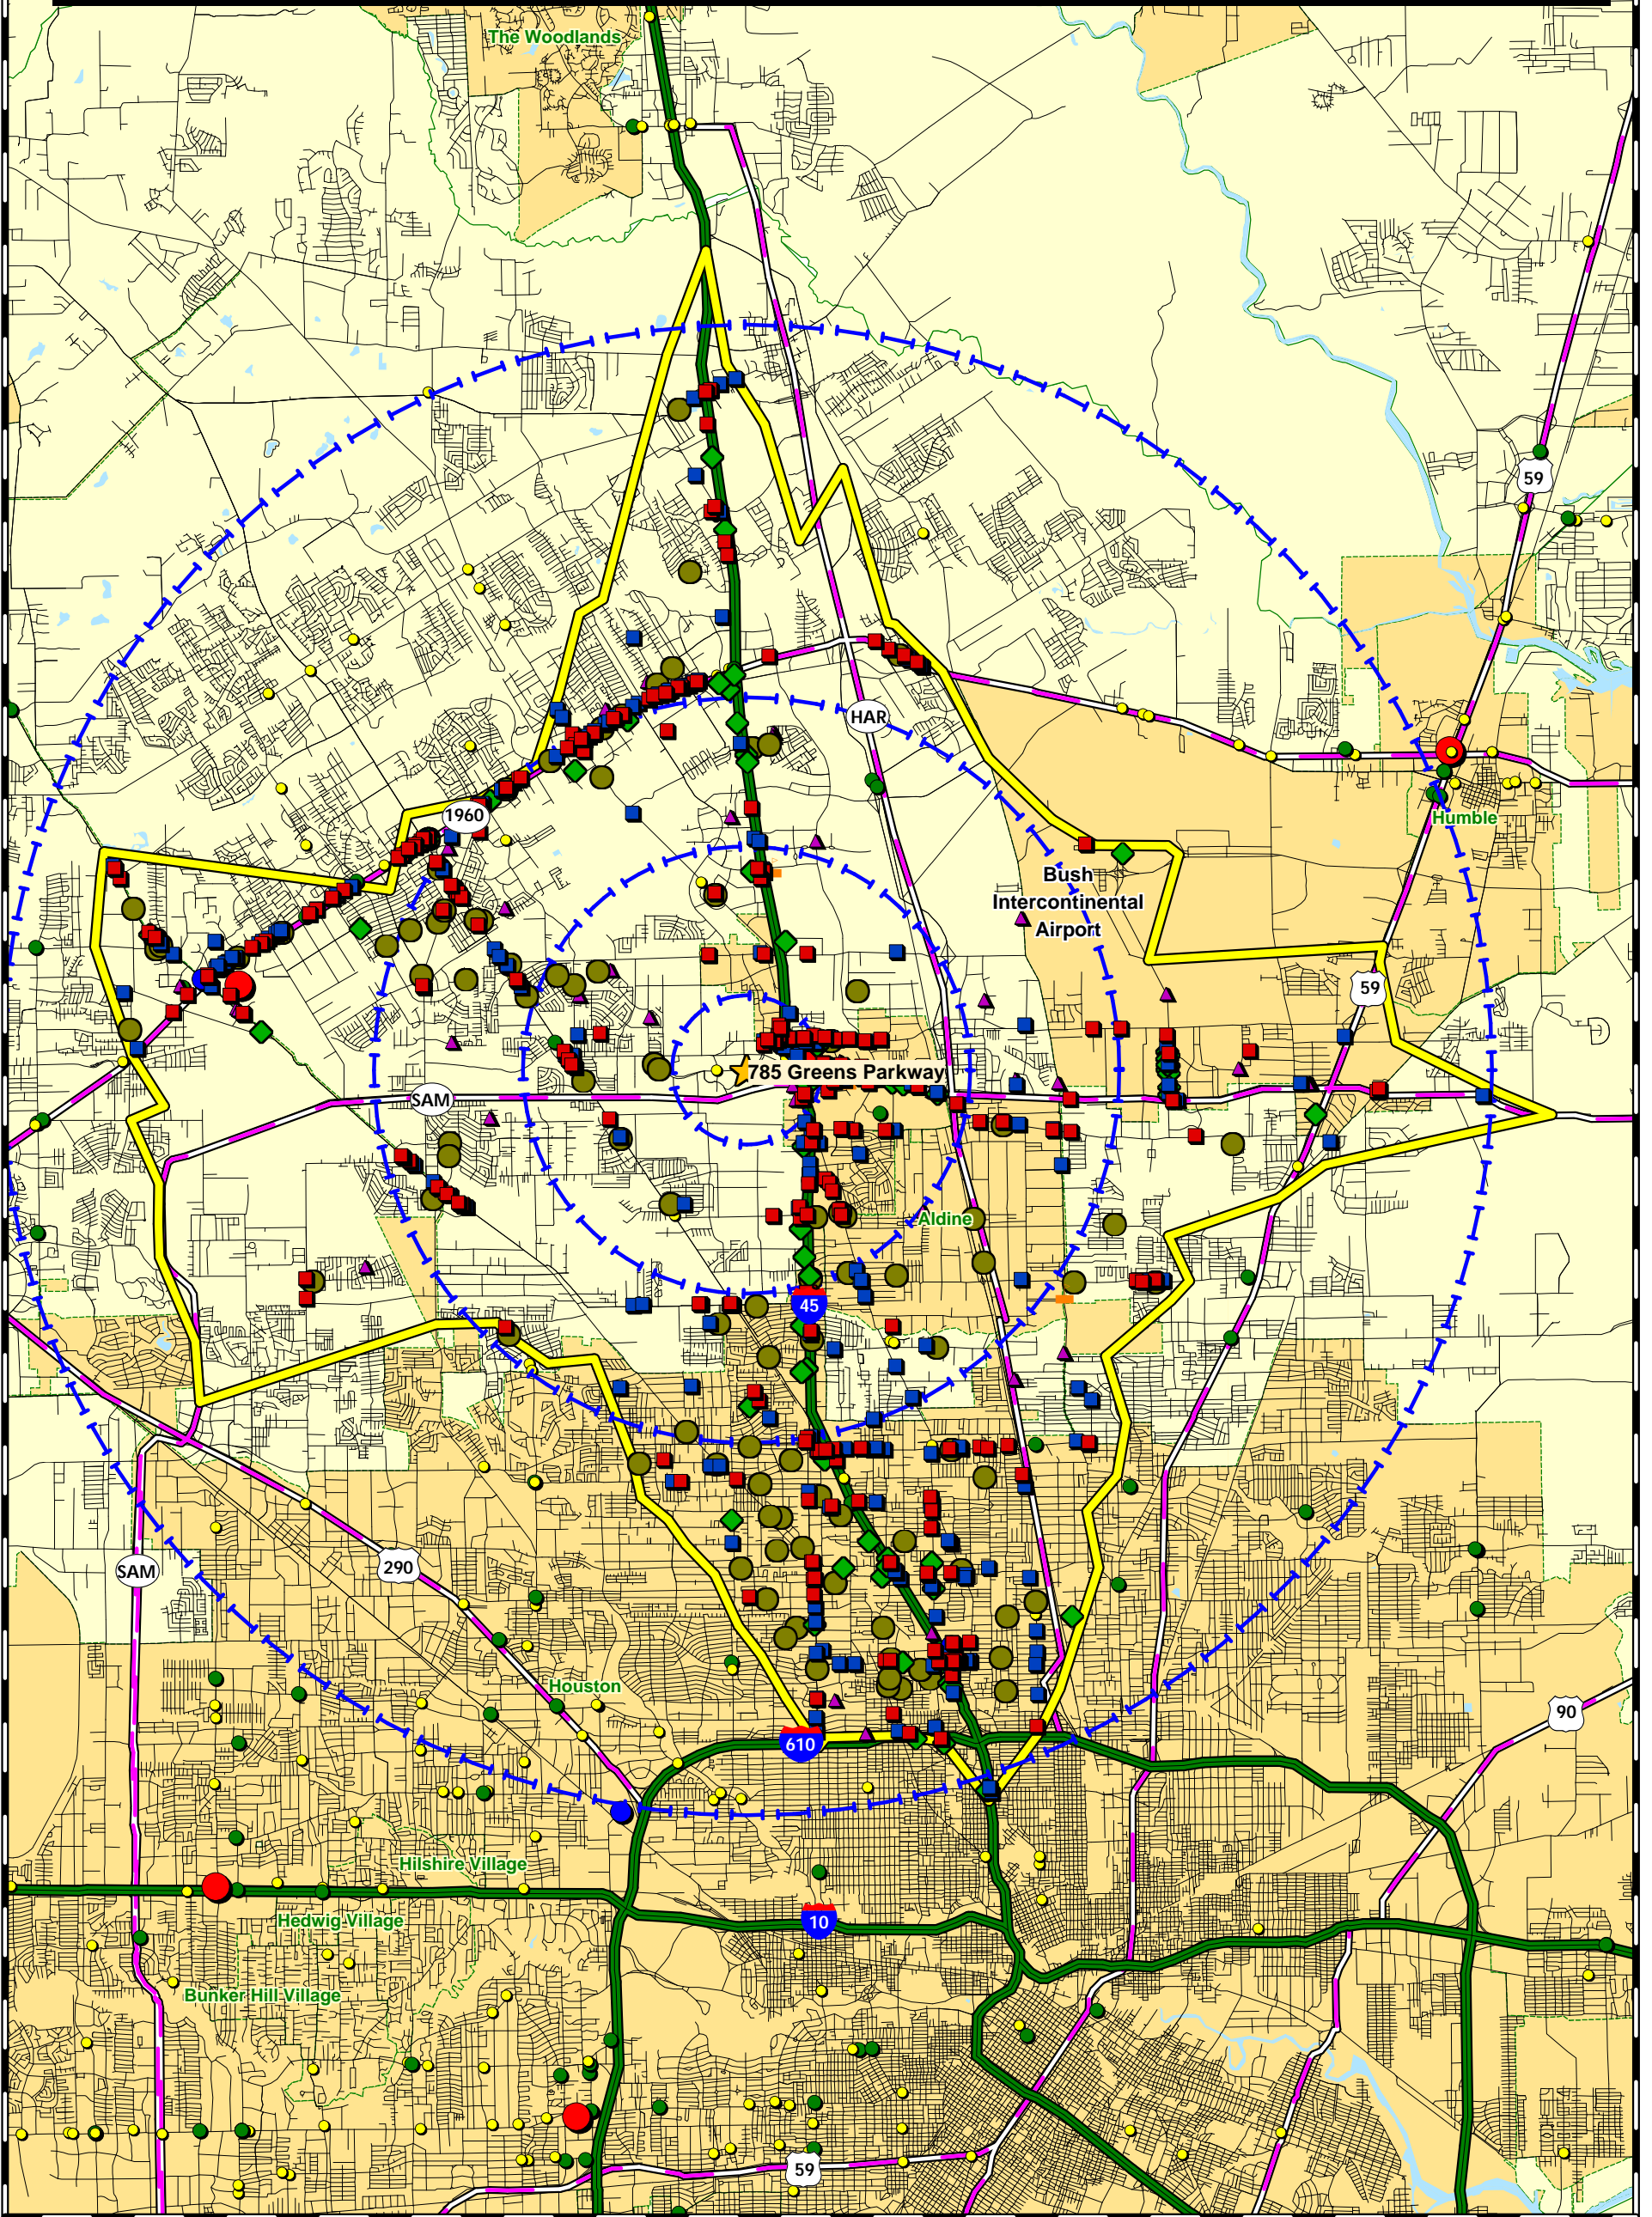 The Woodlands
59
HAR
1960
Humble
Bush
Intercontinental
Airport
59
785 Greens Parkway
SAM
Aldine
45
290
SAM
Houston
90
610
Hilshire Village
Hedwig Village
10
Bunker Hill Village
59